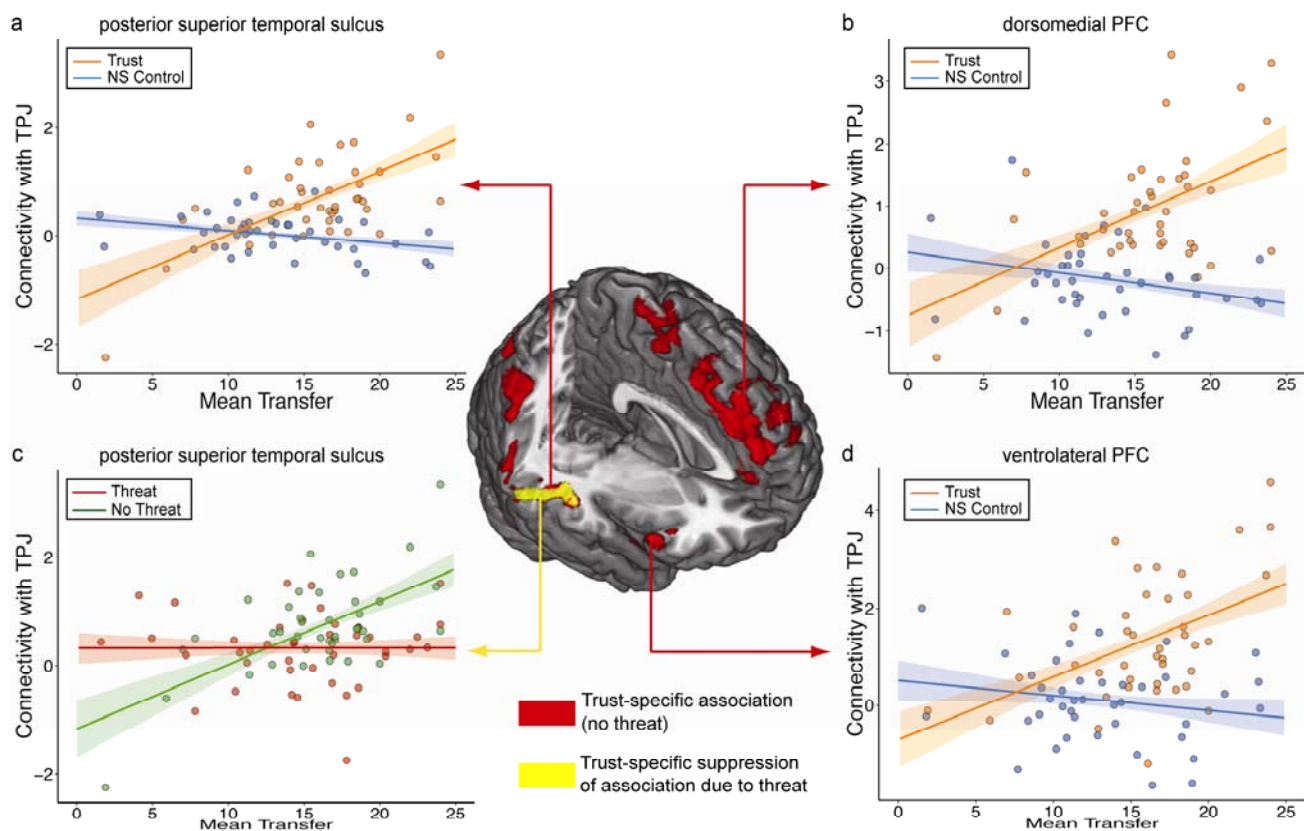 a
posterior superior temporal sulcus
Trust
NS Control
Connectivity with TPJ
2
0
−2
0 5 10 15 20 25
Mean Transfer
b
dorsomedial PFC
Trust
NS Control
Connectivity with TPJ
3
2
1
0
−1
0 5 10 15 20 25
Mean Transfer
c
posterior superior temporal sulcus
Threat
No Threat
Connectivity with TPJ
2
0
−2
0 5 10 15 20 25
Mean Transfer
Trust-specific association
(no threat)
Trust-specific suppression
of association due to threat
d
ventrolateral PFC
Trust
NS Control
Connectivity with TPJ
4
2
0
0 5 10 15 20 25
Mean Transfer